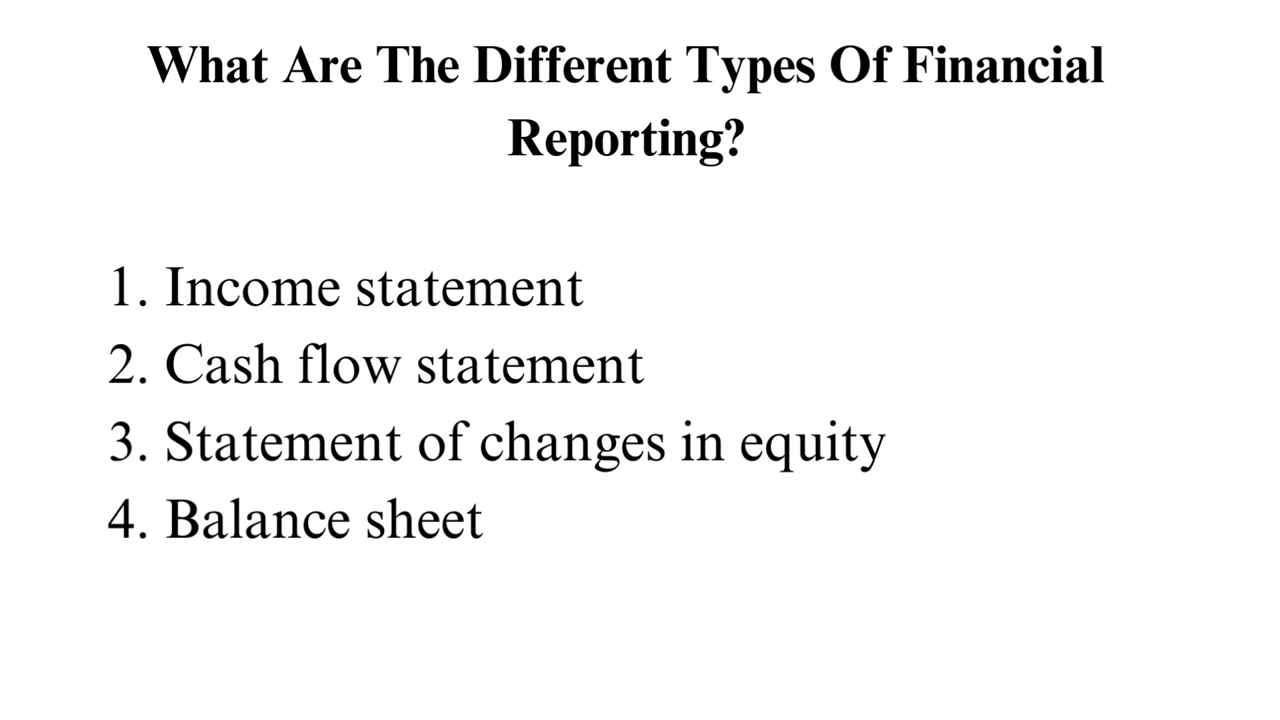 What Are The Different Types Of Financial
Reporting?
1. Income statement
2. Cash flow statement
3. Statement of changes in equity
4. Balance sheet